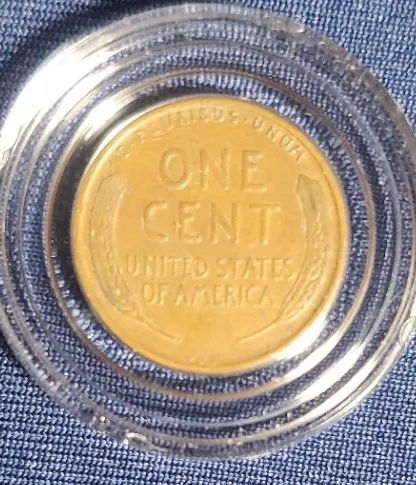 E·PLURIBUS·UNUM
ONE
CENT
UNITED STATES
OF AMERICA